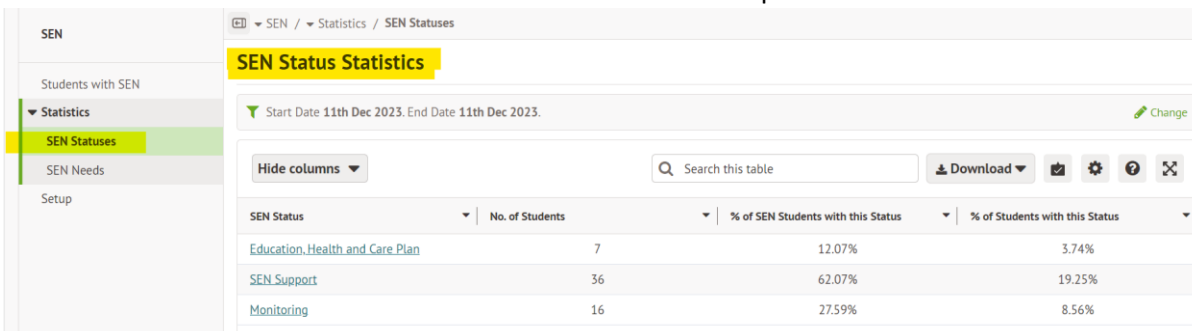 SEN
Students with SEN
Statistics
SEN Statuses
SEN Needs
Setup
SEN / Statistics / SEN Statuses
SEN Status Statistics
Start Date 11th Dec 2023. End Date 11th Dec 2023.
Change
Hide columns
Search this table
Download
SEN Status No. of Students % of SEN Students with this Status % of Students with this Status
Education, Health and Care Plan 7 12.07% 3.74%
SEN Support 36 62.07% 19.25%
Monitoring 16 27.59% 8.56%